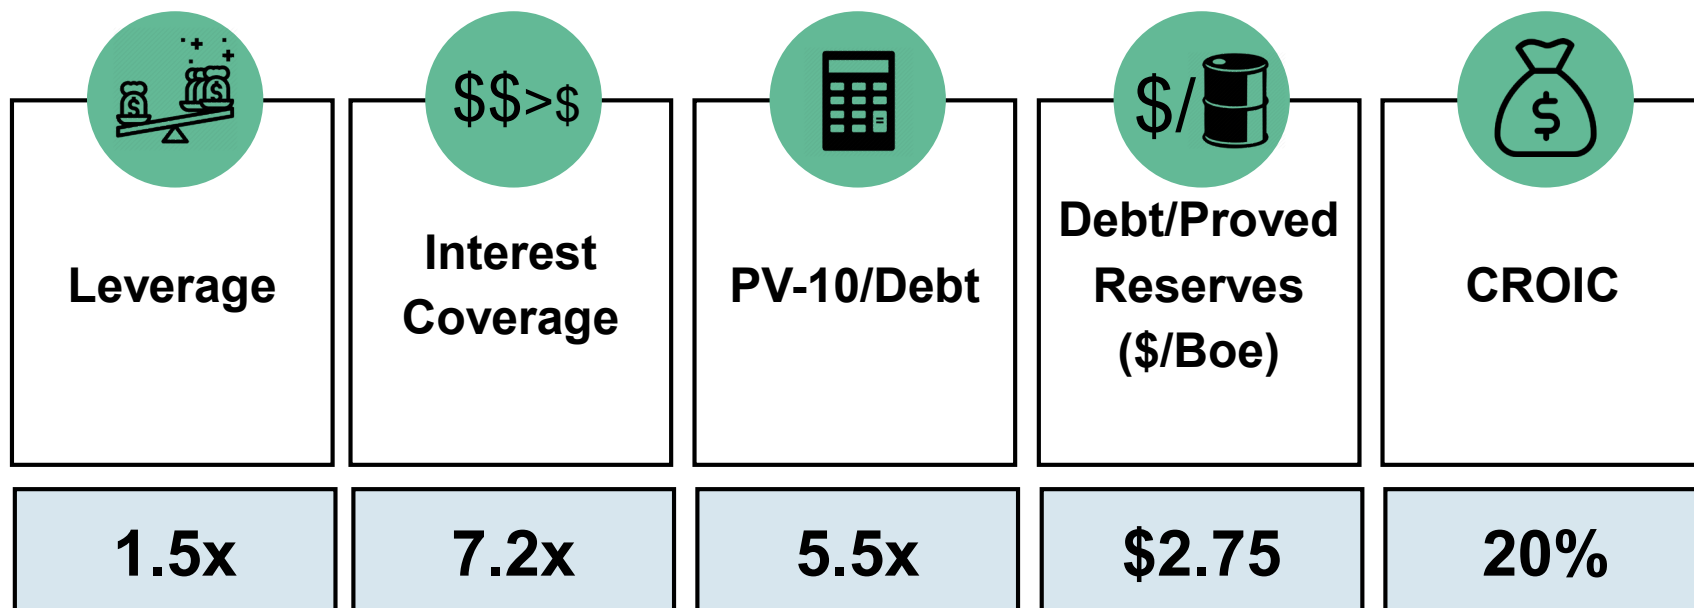 $$>$
$/
Leverage
Interest
Coverage
PV-10/Debt
Debt/Proved
Reserves
($/Boe)
CROIC
1.5x
7.2x
5.5x
$2.75
20%